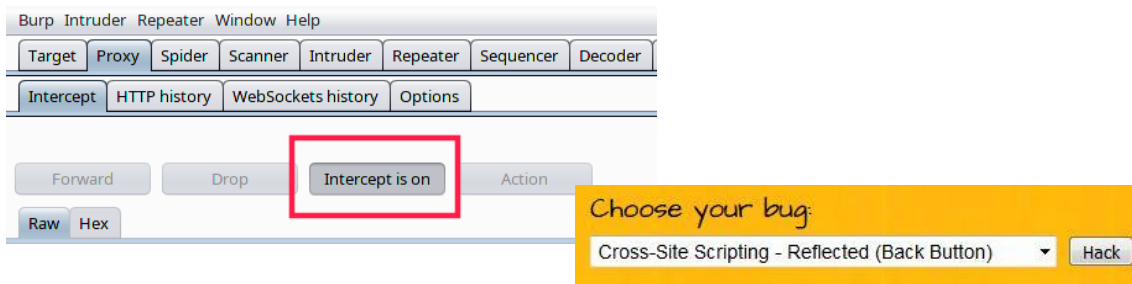 Burp Intruder Repeater Window Help
Target Proxy Spider Scanner Intruder Repeater Sequencer Decoder
Intercept HTTP history WebSockets history Options
Forward Drop Intercept is on Action
Raw Hex
Choose your bug:
Cross-Site Scripting - Reflected (Back Button) Hack